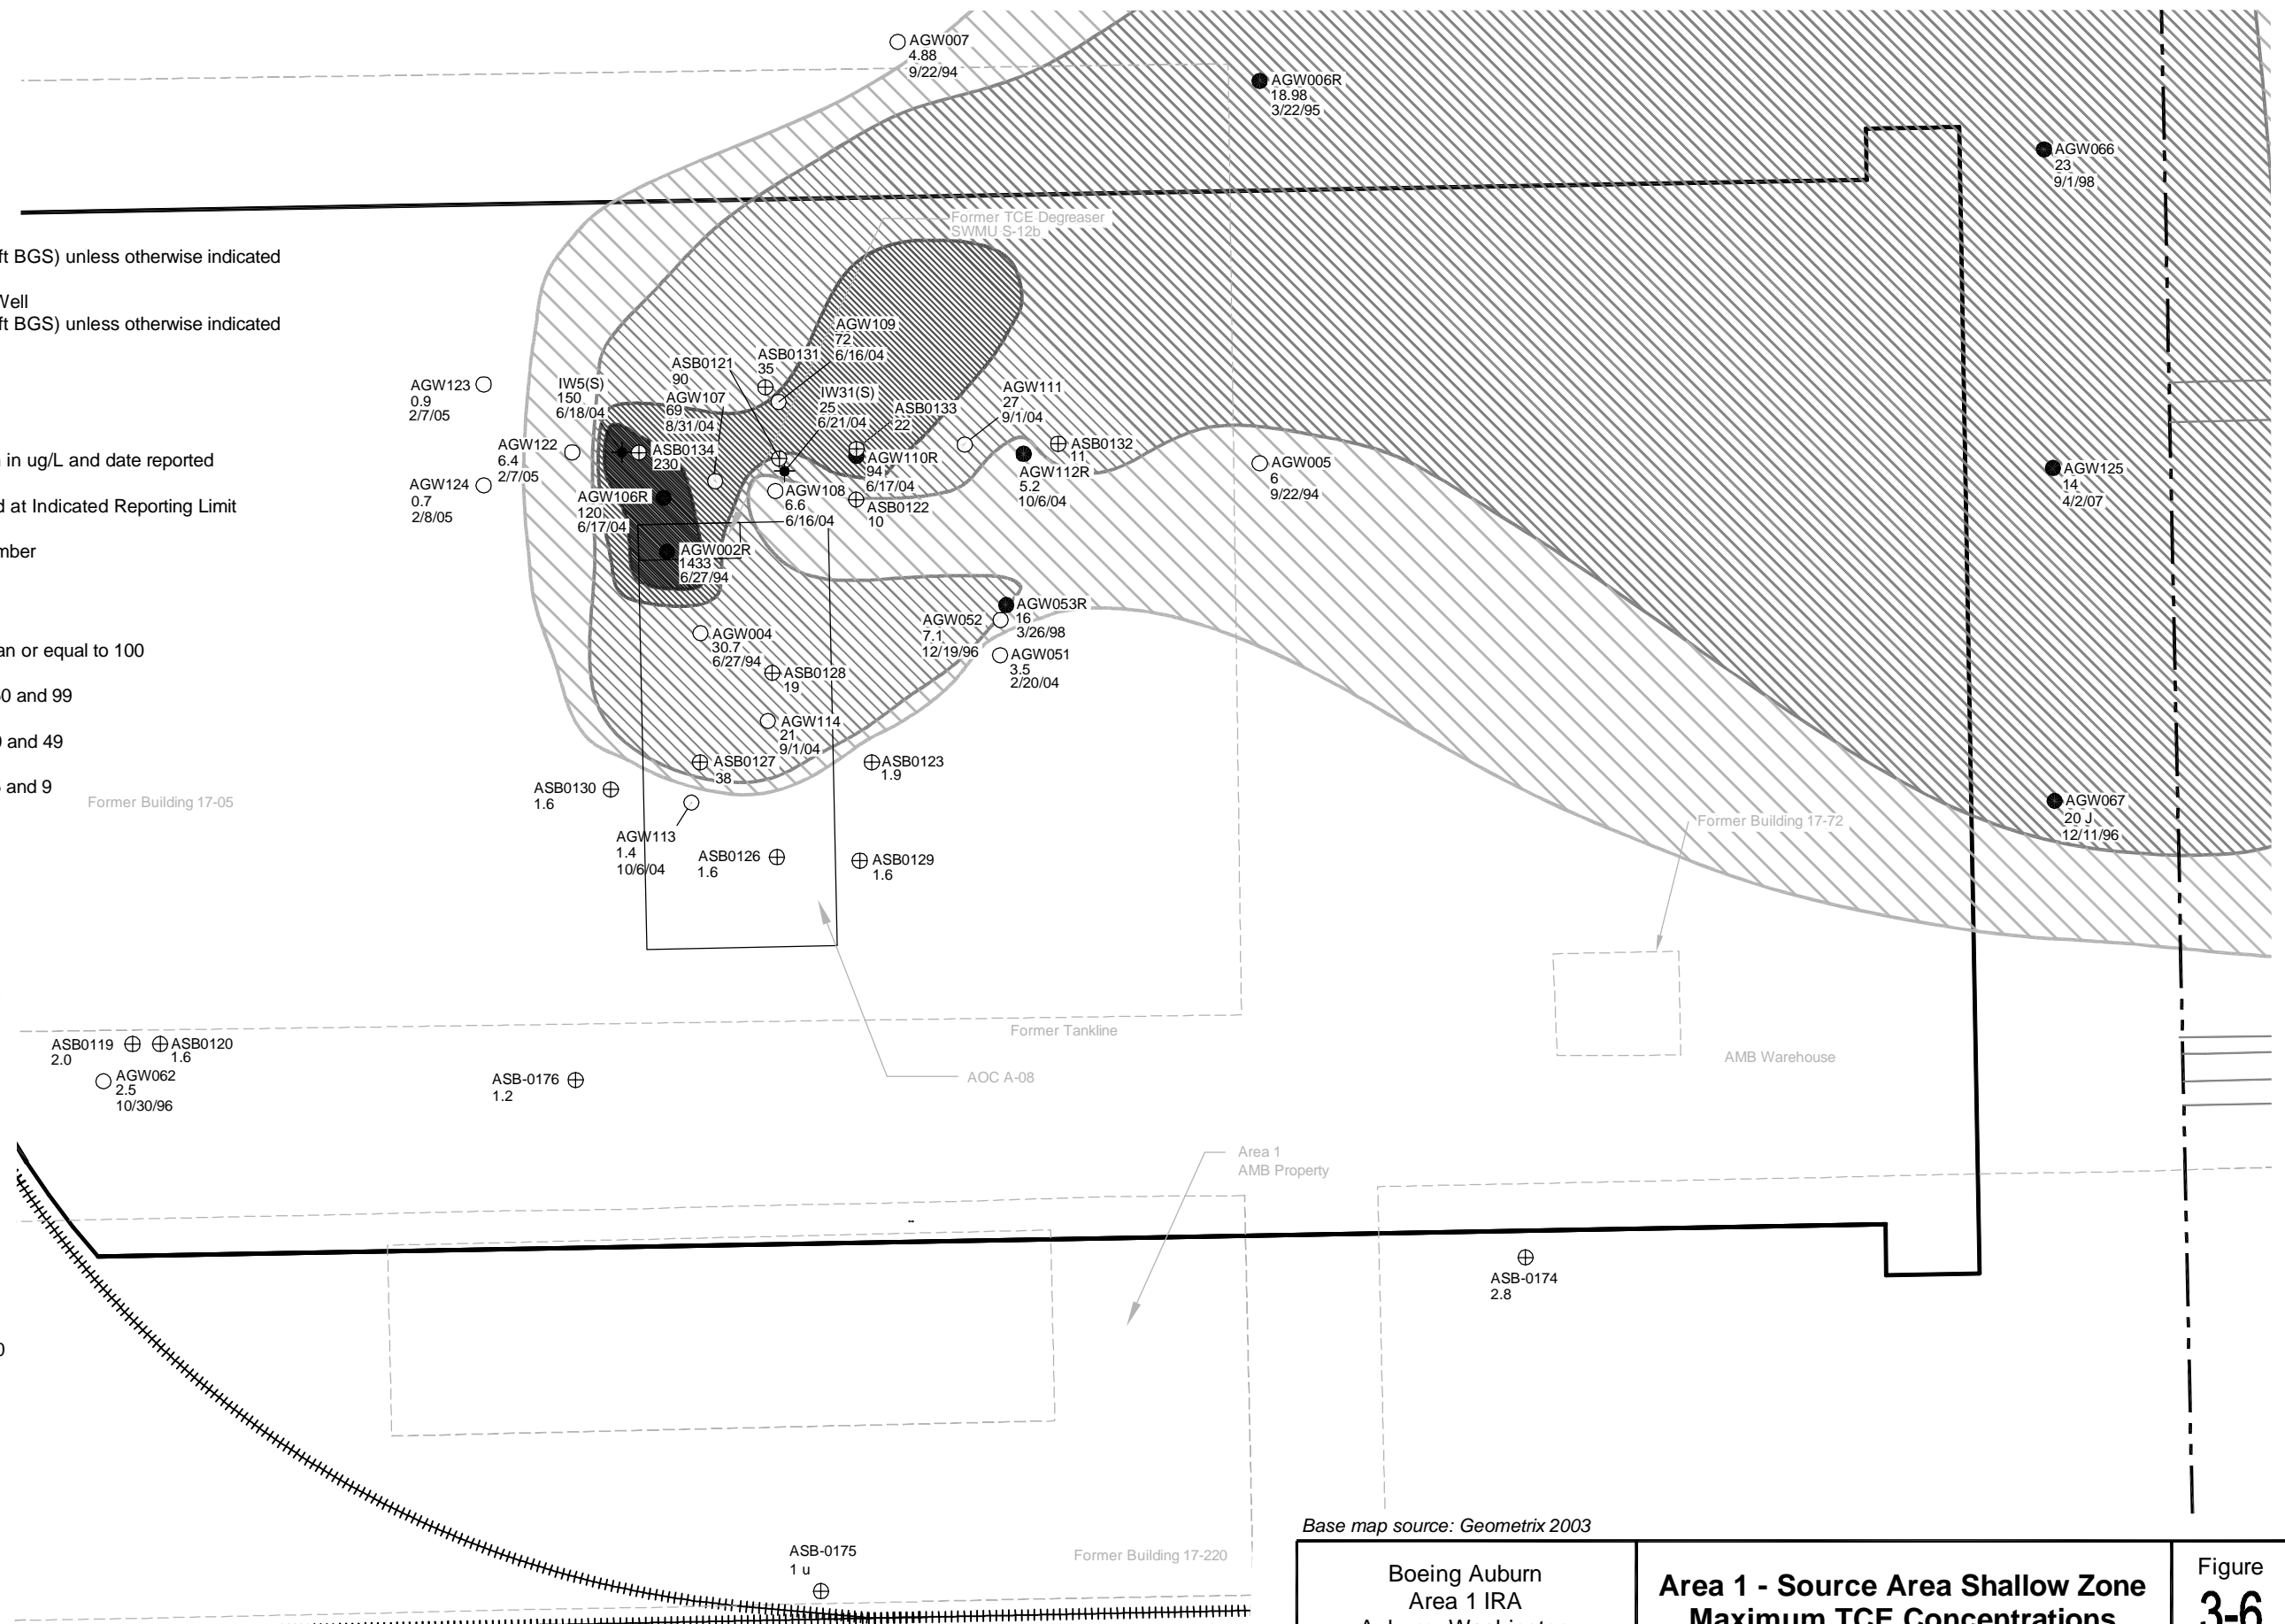 AGW007
4.88
9/22/94
AGW006R
18.98
3/22/95
AGW066
23
9/1/98
Former TCE Degreaser
SWMU S-12b
ft BGS) unless otherwise indicated
Well
ft BGS) unless otherwise indicated
AGW109
72
6/16/04
ASB0131
35
ASB0121
90
AGW123
0.9
2/7/05
IW5(S)
150
6/18/04
AGW107
69
8/31/04
IW31(S)
25
6/21/04
ASB0133
22
AGW111
27
9/1/04
AGW122
6.4
2/7/05
ASB0134
230
AGW110R
94
6/17/04
ASB0132
11
AGW112R
5.2
10/6/04
AGW005
6
9/22/94
AGW125
14
4/2/07
n in ug/L and date reported
AGW124
0.7
2/8/05
AGW106R
120
6/17/04
AGW108
6.6
6/16/04
ASB0122
10
d at Indicated Reporting Limit
mber
AGW002R
1433
6/27/94
AGW053R
16
3/26/98
AGW052
7.1
12/19/96
AGW051
3.5
2/20/04
AGW004
30.7
6/27/94
an or equal to 100
ASB0128
19
50 and 99
AGW114
21
9/1/04
0 and 49
ASB0127
38
ASB0123
1.9
5 and 9
Former Building 17-05
ASB0130
1.6
AGW113
1.4
10/6/04
ASB0126
1.6
ASB0129
1.6
AGW067
20 J
12/11/96
Former Building 17-72
Former Tankline
ASB0119
2.0
ASB0120
1.6
AGW062
2.5
10/30/96
ASB-0176
1.2
AOC A-08
AMB Warehouse
Area 1
AMB Property
ASB-0174
2.8
0
Base map source: Geometrix 2003
ASB-0175
1 u
Former Building 17-220
Boeing Auburn
Area 1 IRA
Auburn, Washington
Area 1 - Source Area Shallow Zone
Maximum TCE Concentrations
Figure
3-6